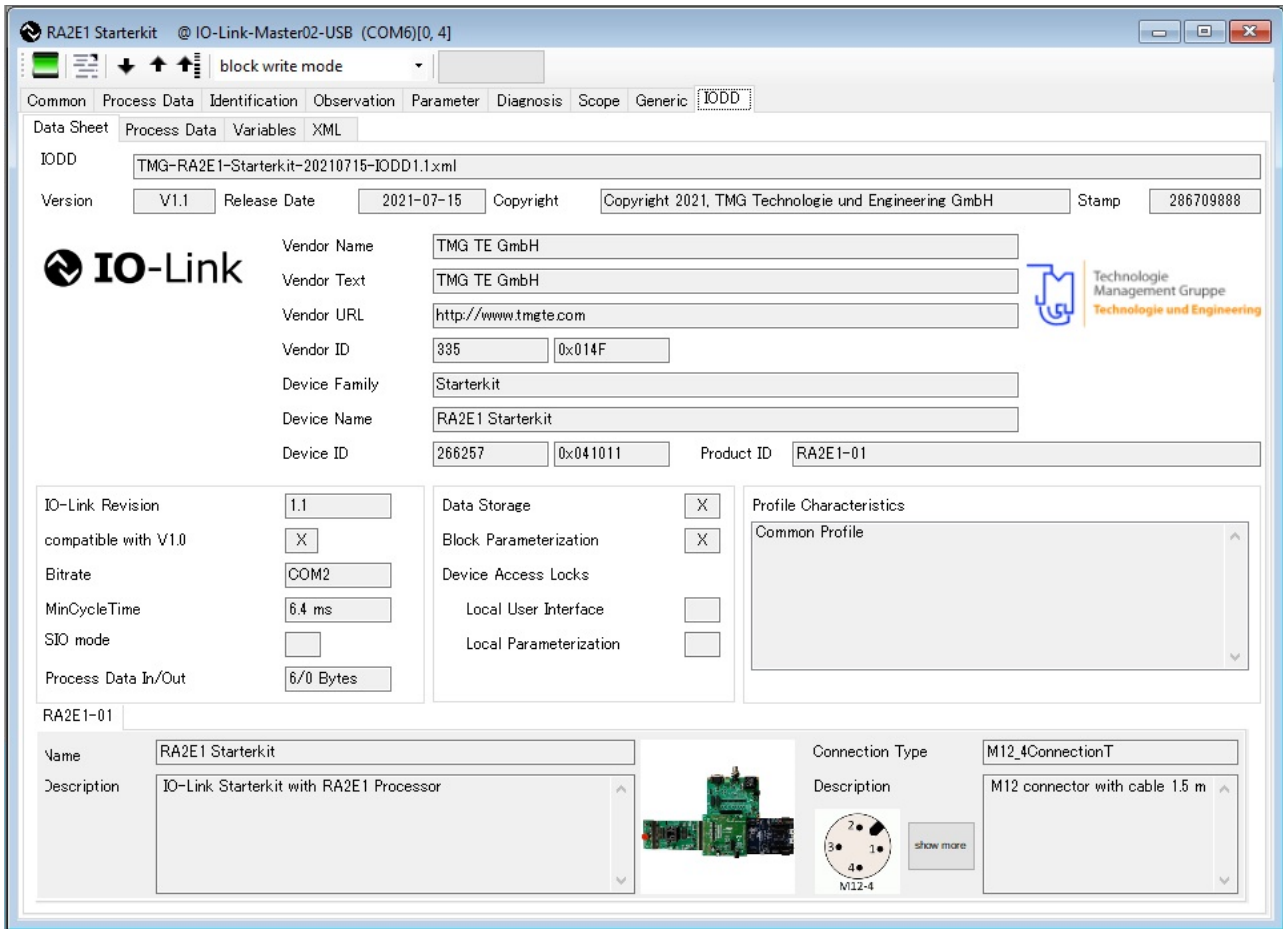 RA2E1 Starterkit @ IO-Link-Master02-USB (COM6)[0, 4]
block write mode
Common Process Data Identification Observation Parameter Diagnosis Scope Generic IODD
Data Sheet Process Data Variables XML
IODD TMG-RA2E1-Starterkit-20210715-IODD1.1.xml
Version V1.1 Release Date 2021-07-15 Copyright Copyright 2021, TMG Technologie und Engineering GmbH Stamp 286709888
IO-Link
Technologie
Management Gruppe
Technologie und Engineering
Vendor Name TMG TE GmbH
Vendor Text TMG TE GmbH
Vendor URL http://www.tmgte.com
Vendor ID 335 0x014F
Device Family Starterkit
Device Name RA2E1 Starterkit
Device ID 266257 0x041011 Product ID RA2E1-01
IO-Link Revision 1.1
compatible with V1.0 X
Bitrate COM2
MinCycleTime 6.4 ms
SIO mode
Process Data In/Out 6/0 Bytes
Data Storage X
Block Parameterization X
Device Access Locks
Local User Interface
Local Parameterization
Profile Characteristics
Common Profile
RA2E1-01
Name RA2E1 Starterkit
Description IO-Link Starterkit with RA2E1 Processor
Connection Type M12_4ConnectionT
Description M12 connector with cable 1.5 m
2
3 1
4
M12-4
show more